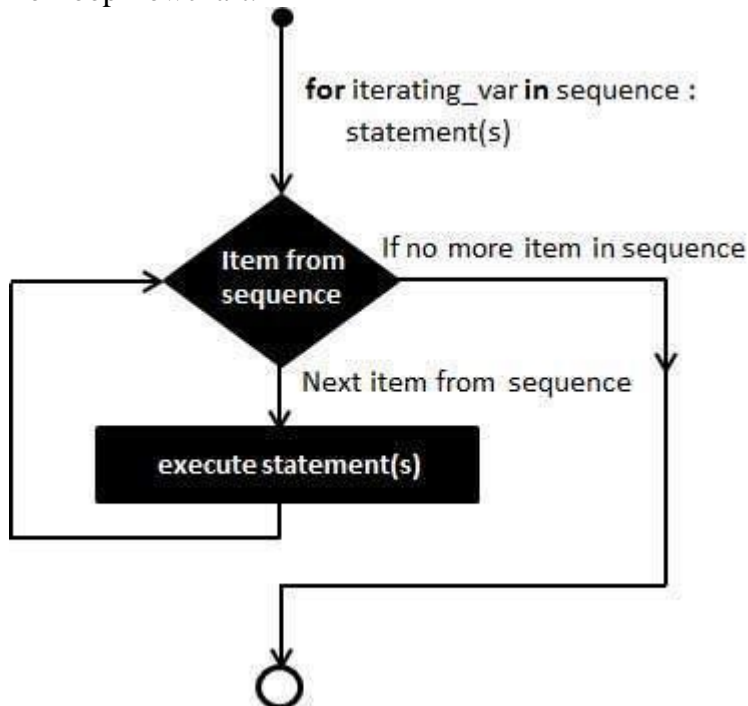 for iterating_var in sequence :
statement(s)
If no more item in sequence
Item from
sequence
Next item from sequence
execute statement(s)